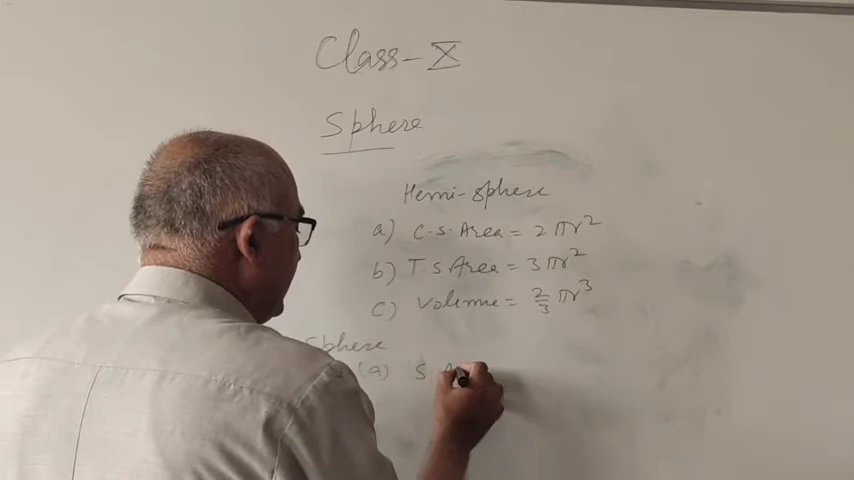 Class - X
Sphere
Hemi-sphere
a) C.S. Area = 2πr²
b) T.S Area = 3πr²
c) Volume = 2/3 πr³
Sphere
(a) S